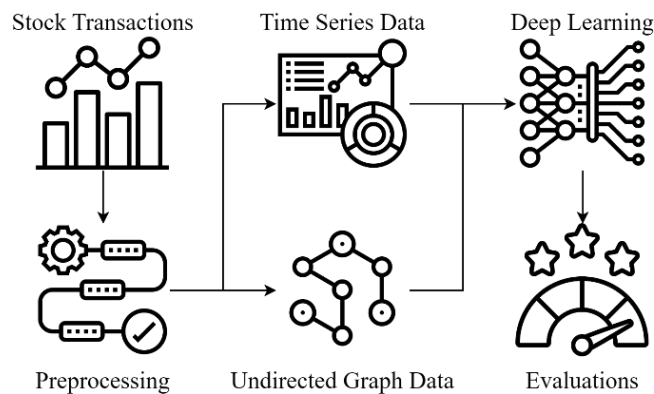 Stock Transactions
Time Series Data
Deep Learning
Preprocessing
Undirected Graph Data
Evaluations